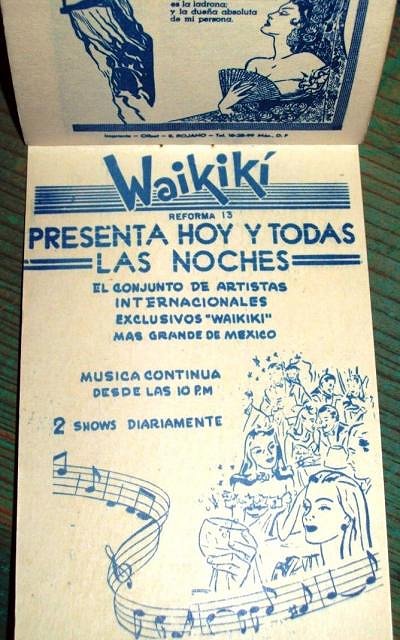 es la ladrona;
y la dueña absoluta
de mi persona.
Waikikí
REFORMA 13
PRESENTA HOY Y TODAS
LAS NOCHES
EL CONJUNTO DE ARTISTAS
INTERNACIONALES
EXCLUSIVOS "WAIKIKI"
MAS GRANDE DE MEXICO
MUSICA CONTINUA
DESDE LAS 10 P.M
2 SHOWS DIARIAMENTE